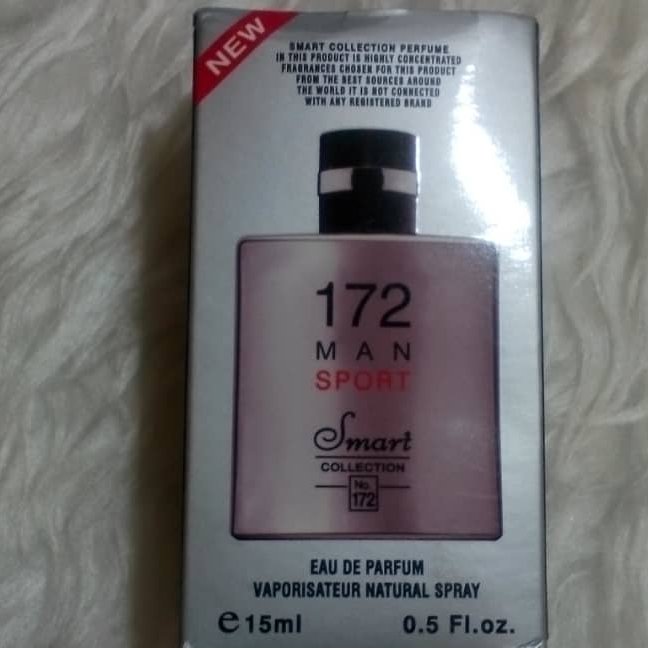 NEW
SMART COLLECTION PERFUME
IN THIS PRODUCT IS HIGHLY CONCENTRATED
FRAGRANCES CHOSEN FOR THIS PRODUCT
FROM THE BEST SOURCES AROUND
THE WORLD IT IS NOT CONNECTED
WITH ANY REGISTERED BRAND
172
MAN
SPORT
Smart
COLLECTION
No.
172
EAU DE PARFUM
VAPORISATEUR NATURAL SPRAY
℮ 15ml 0.5 Fl.oz.